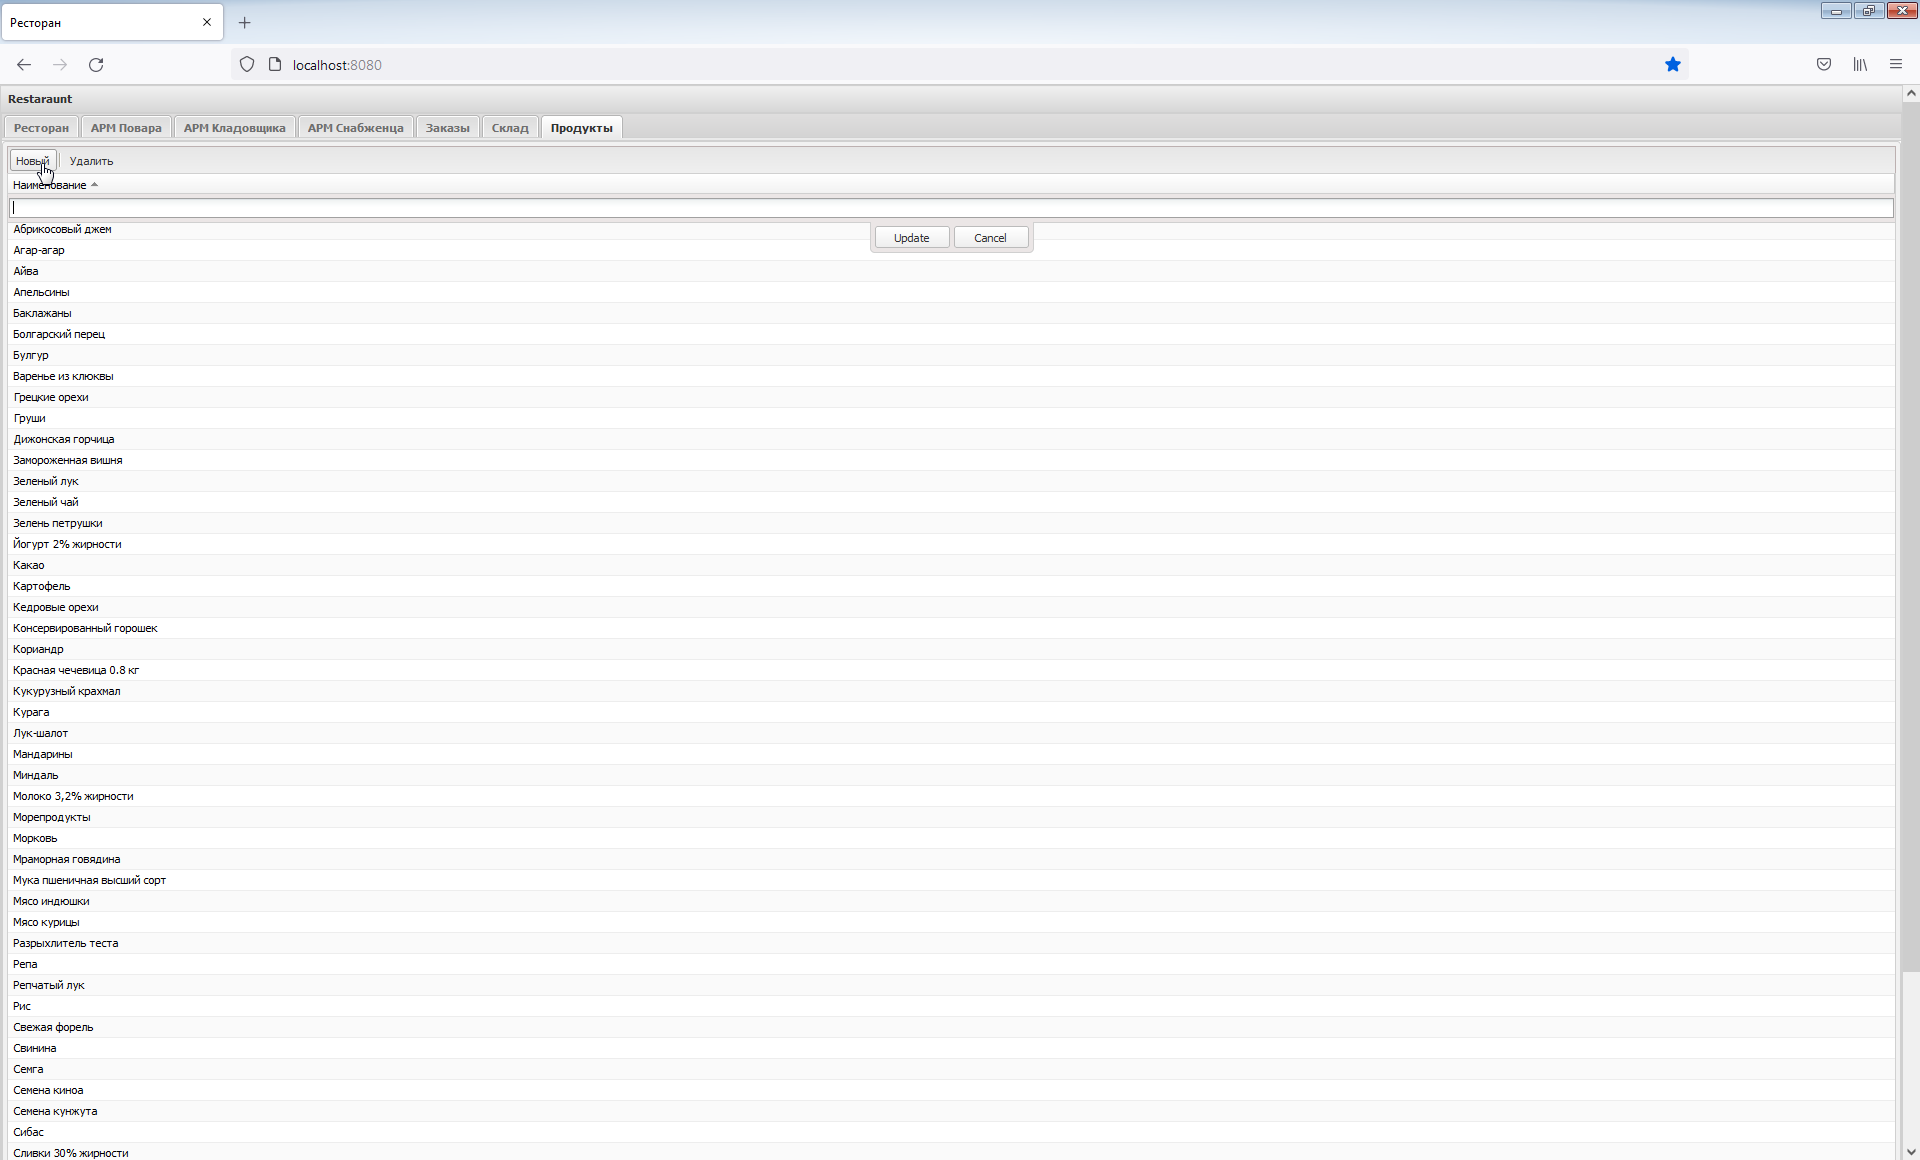 Ресторан
localhost:8080
Restaraunt
Ресторан АРМ Повара АРМ Кладовщика АРМ Снабженца Заказы Склад Продукты
Новый Удалить
Наименование
Абрикосовый джем
Update Cancel
Агар-агар
Айва
Апельсины
Баклажаны
Болгарский перец
Булгур
Варенье из клюквы
Грецкие орехи
Груши
Дижонская горчица
Замороженная вишня
Зеленый лук
Зеленый чай
Зелень петрушки
Йогурт 2% жирности
Какао
Картофель
Кедровые орехи
Консервированный горошек
Кориандр
Красная чечевица 0.8 кг
Кукурузный крахмал
Курага
Лук-шалот
Мандарины
Миндаль
Молоко 3,2% жирности
Морепродукты
Морковь
Мраморная говядина
Мука пшеничная высший сорт
Мясо индюшки
Мясо курицы
Разрыхлитель теста
Репа
Репчатый лук
Рис
Свежая форель
Свинина
Семга
Семена киноа
Семена кунжута
Сибас
Сливки 30% жирности